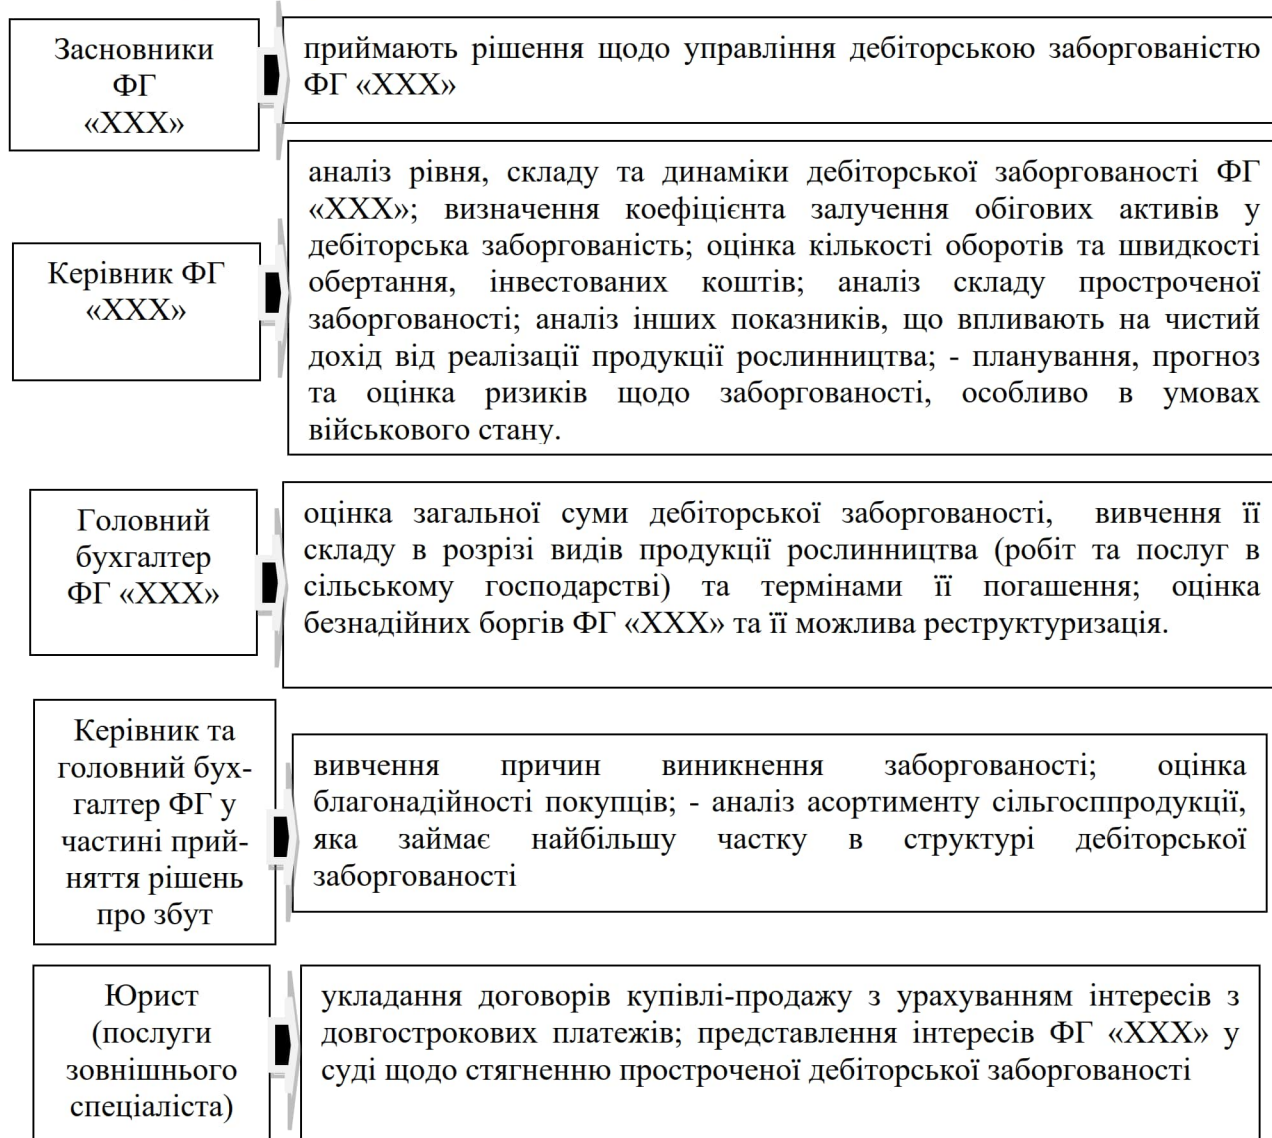 Засновники
ФГ
«ХХХ»
приймають рішення щодо управління дебіторською заборгованістю
ФГ «ХХХ»
Керівник ФГ
«ХХХ»
аналіз рівня, складу та динаміки дебіторської заборгованості ФГ
«ХХХ»; визначення коефіцієнта залучення обігових активів у
дебіторська заборгованість; оцінка кількості оборотів та швидкості
обертання, інвестованих коштів; аналіз складу простроченої
заборгованості; аналіз інших показників, що впливають на чистий
дохід від реалізації продукції рослинництва; - планування, прогноз
та оцінка ризиків щодо заборгованості, особливо в умовах
військового стану.
Головний
бухгалтер
ФГ «ХХХ»
оцінка загальної суми дебіторської заборгованості, вивчення її
складу в розрізі видів продукції рослинництва (робіт та послуг в
сільському господарстві) та термінами її погашення; оцінка
безнадійних боргів ФГ «ХХХ» та її можлива реструктуризація.
Керівник та
головний бух-
галтер ФГ у
частині прий-
няття рішень
про збут
вивчення причин виникнення заборгованості; оцінка
благонадійності покупців; - аналіз асортименту сільгосппродукції,
яка займає найбільшу частку в структурі дебіторської
заборгованості
Юрист
(послуги
зовнішнього
спеціаліста)
укладання договорів купівлі-продажу з урахуванням інтересів з
довгострокових платежів; представлення інтересів ФГ «ХХХ» у
суді щодо стягненню простроченої дебіторської заборгованості